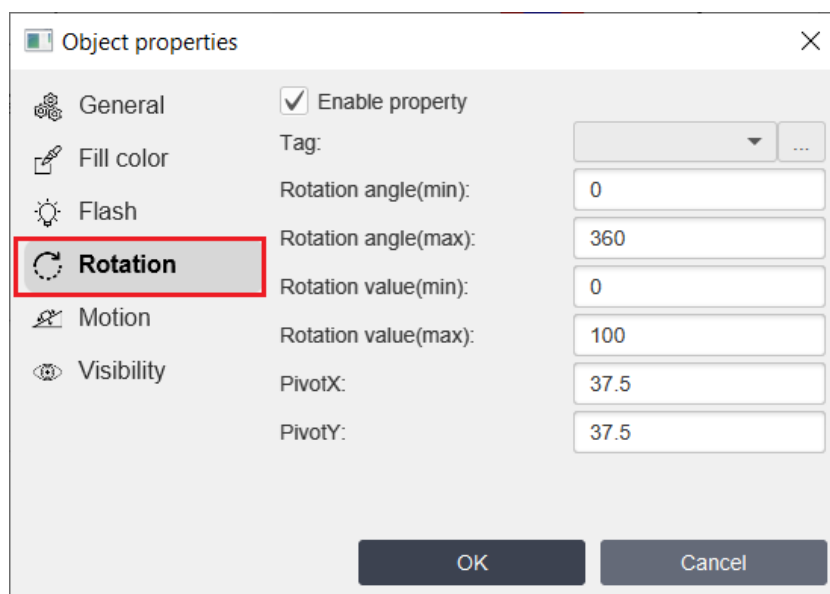 Object properties
General
Fill color
Flash
Rotation
Motion
Visibility
Enable property
Tag:
...
Rotation angle(min):
0
Rotation angle(max):
360
Rotation value(min):
0
Rotation value(max):
100
PivotX:
37.5
PivotY:
37.5
OK
Cancel